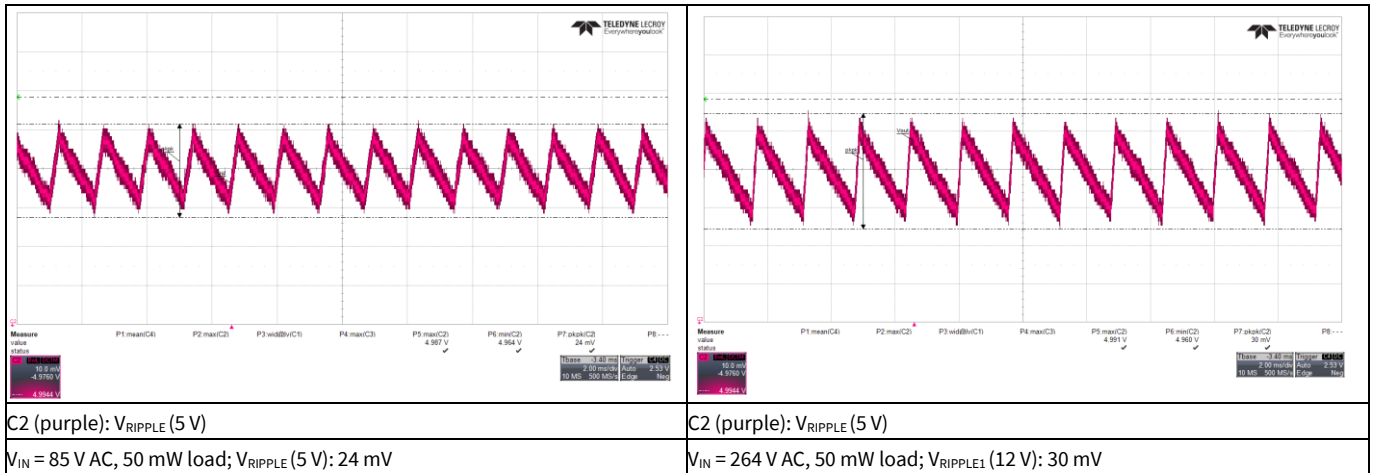 TELEDYNE LECROY
Everywhereyoulook
Measure P1:mean(C4) P2:max(C2) P3:wid@lv(C1) P4:max(C3) P5:max(C2) P6:min(C2) P7:pkpk(C2) P8:- - -
value 4.987 V 4.964 V 24 mV
status
C2
10.0 mV
-4.9760 V
4.9944 V
Tbase -3.40 ms
2.00 ms/div
10 MS 500 MS/s
Trigger C4 DC
Auto 2.53 V
Edge Neg
C2 (purple): VRIPPLE (5 V)
VIN = 85 V AC, 50 mW load; VRIPPLE (5 V): 24 mV
TELEDYNE LECROY
Everywhereyoulook
pkpk
Measure P1:mean(C4) P2:max(C2) P3:wid@lv(C1) P4:max(C3) P5:max(C2) P6:min(C2) P7:pkpk(C2) P8:- - -
value 4.991 V 4.960 V 30 mV
status
C2
10.0 mV
-4.9760 V
4.9944 V
Tbase -3.40 ms
2.00 ms/div
10 MS 500 MS/s
Trigger C4 DC
Auto 2.53 V
Edge Neg
C2 (purple): VRIPPLE (5 V)
VIN = 264 V AC, 50 mW load; VRIPPLE1 (12 V): 30 mV